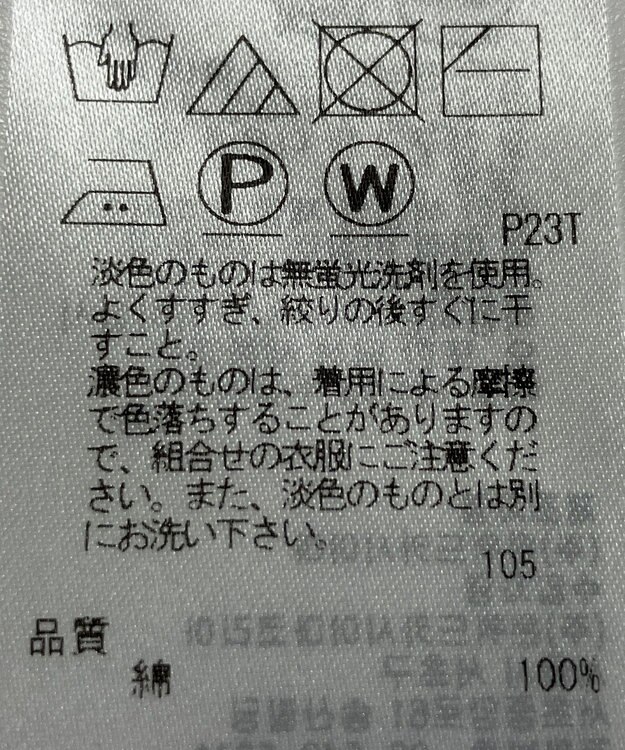 P W
P23T
淡色のものは無蛍光洗剤を使用。
よくすすぎ、絞りの後すぐに干
すこと。
濃色のものは、着用による摩擦
で色落ちすることがありますの
で、組合せの衣服にご注意くだ
さい。また、淡色のものとは別
にお洗い下さい。
105
品質
綿 100%